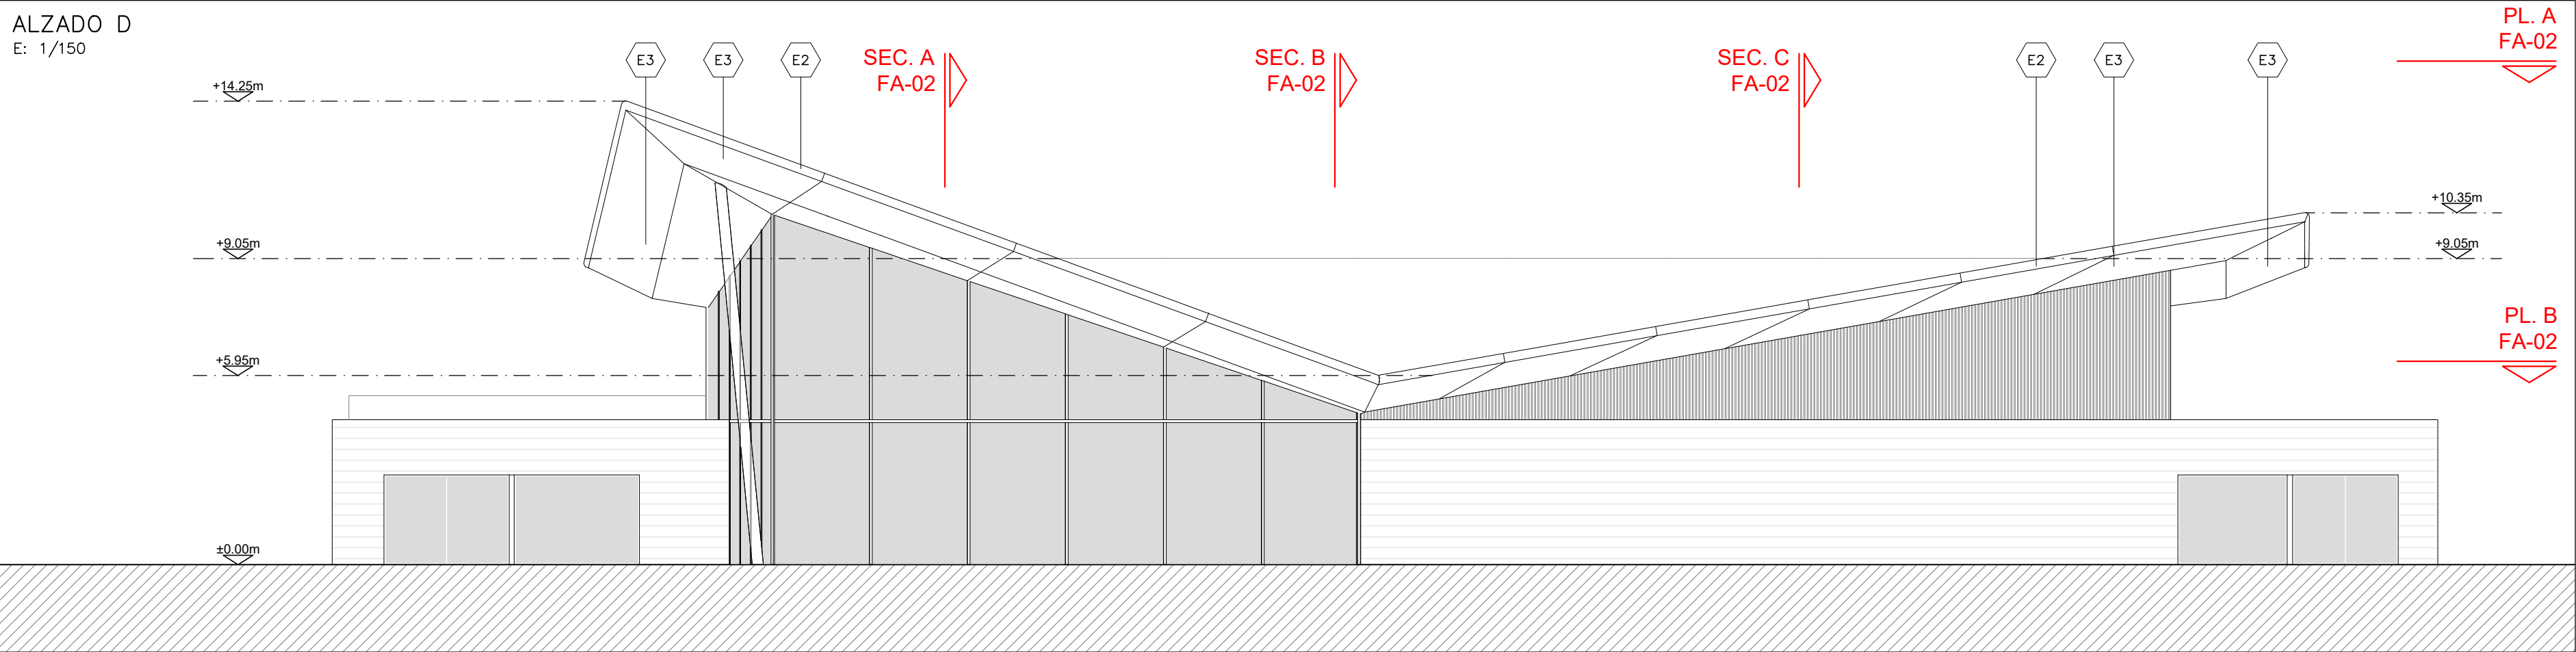 ALZADO D
E: 1/150
E3
E3
E2
SEC. A
FA-02
SEC. B
FA-02
SEC. C
FA-02
E2
E3
E3
PL. A
FA-02
+14.25m
+10.35m
+9.05m
+9.05m
PL. B
FA-02
+5.95m
±0.00m